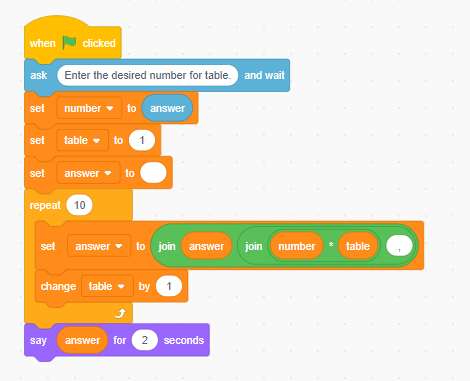 when clicked
ask Enter the desired number for table. and wait
set number to answer
set table to 1
set answer to
repeat 10
set answer to join answer join number * table ,
change table by 1
say answer for 2 seconds